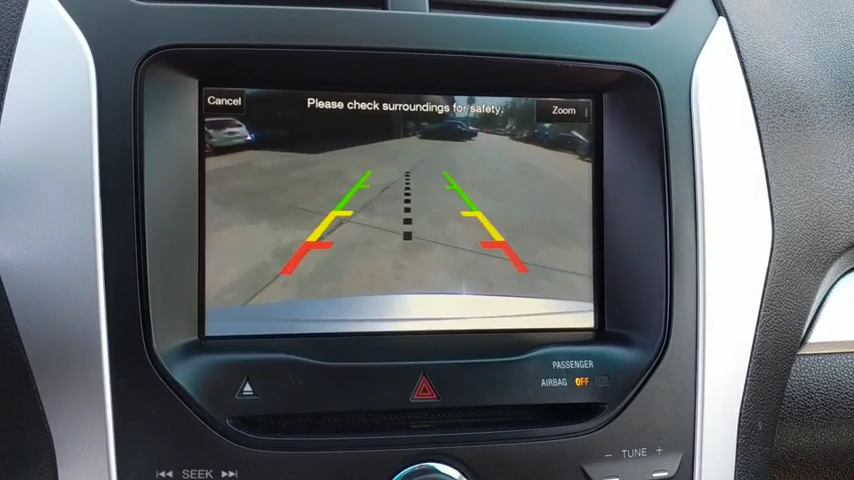 Cancel
Please check surroundings for safety.
Zoom
PASSENGER
AIRBAG OFF
SEEK
− TUNE +